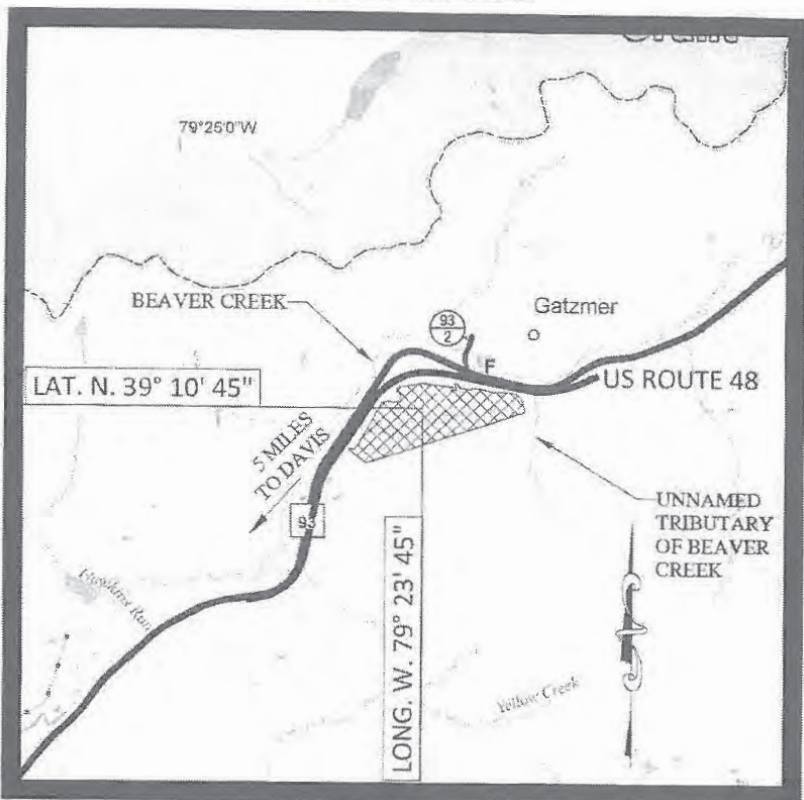 79°25'0"W
BEAVER CREEK
93
2
Gatzmer
F
LAT. N. 39° 10' 45"
US ROUTE 48
5 MILES
TO DAVIS
93
LONG. W. 79° 23' 45"
UNNAMED
TRIBUTARY
OF BEAVER
CREEK
Run
Yellow Creek